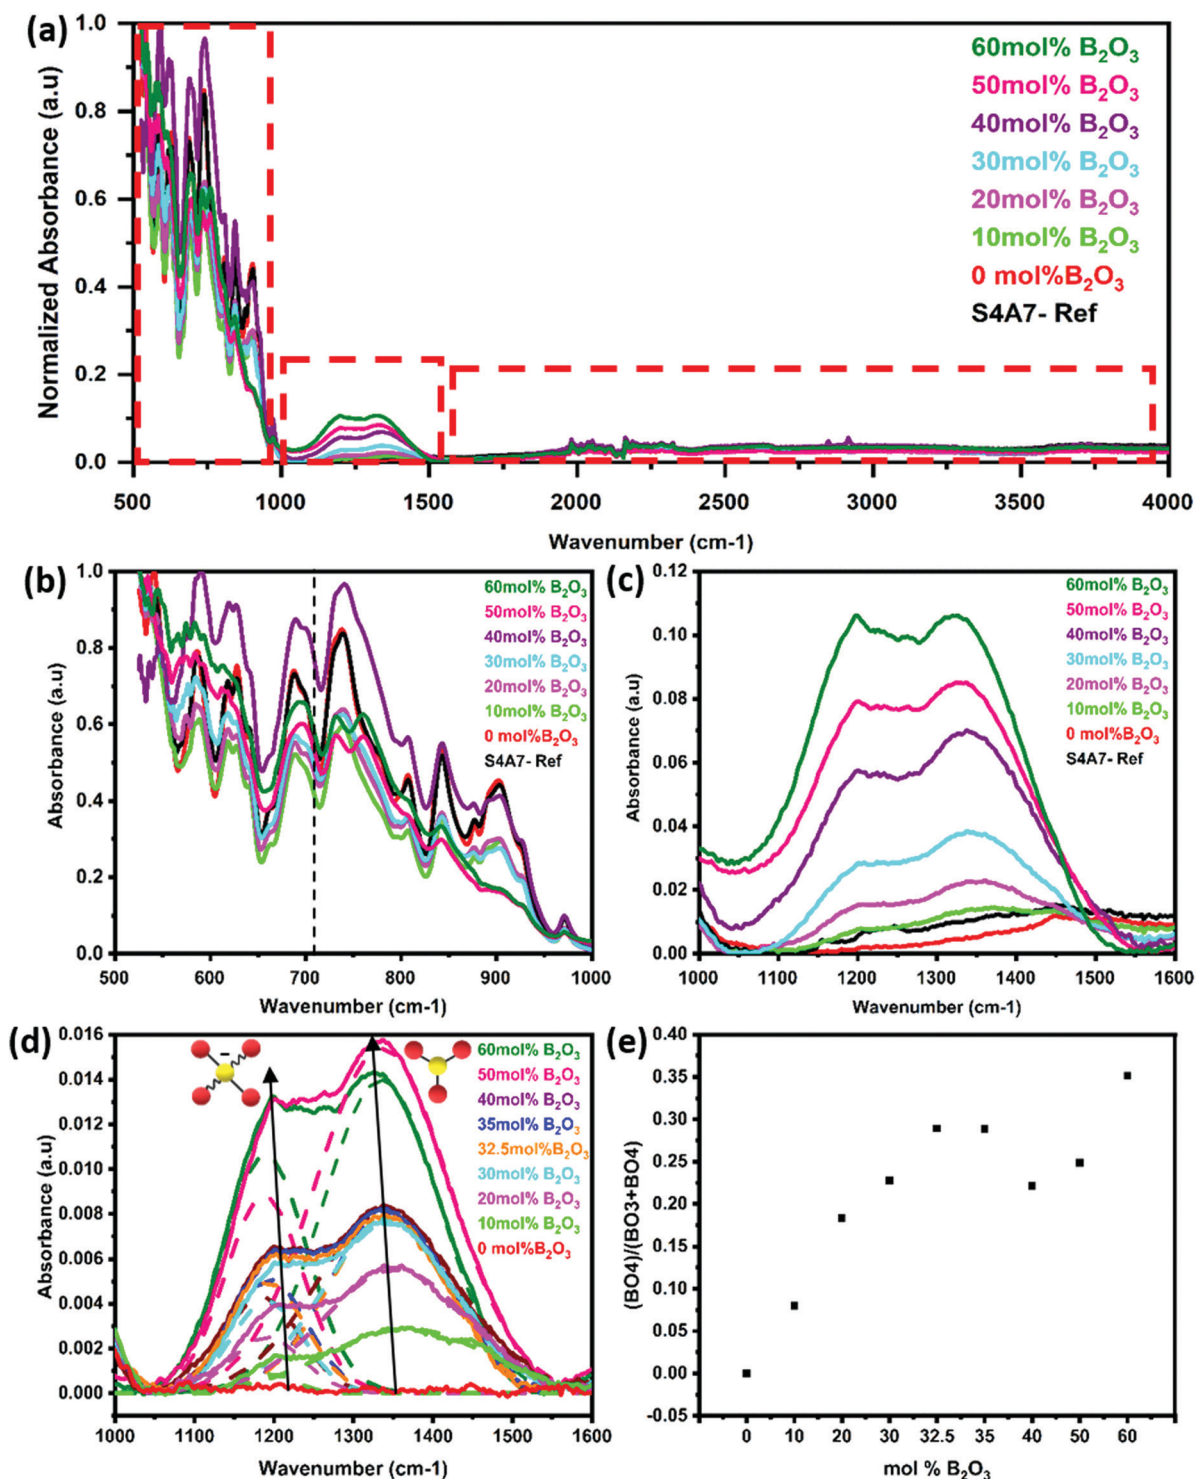 (a)
1.0
0.8
0.6
0.4
0.2
0.0
Normalized Absorbance (a.u)
60mol% B₂O₃
50mol% B₂O₃
40mol% B₂O₃
30mol% B₂O₃
20mol% B₂O₃
10mol% B₂O₃
0 mol%B₂O₃
S4A7- Ref
500 1000 1500 2000 2500 3000 3500 4000
Wavenumber (cm-1)
(b)
1.0
0.8
0.6
0.4
0.2
0.0
Absorbance (a.u)
60mol% B₂O₃
50mol% B₂O₃
40mol% B₂O₃
30mol% B₂O₃
20mol% B₂O₃
10mol% B₂O₃
0 mol%B₂O₃
S4A7- Ref
500 600 700 800 900 1000
Wavenumber (cm-1)
(c)
0.12
0.10
0.08
0.06
0.04
0.02
0.00
Absorbance (a.u)
60mol% B₂O₃
50mol% B₂O₃
40mol% B₂O₃
30mol% B₂O₃
20mol% B₂O₃
10mol% B₂O₃
0 mol%B₂O₃
S4A7- Ref
1000 1100 1200 1300 1400 1500 1600
Wavenumber (cm-1)
(d)
0.016
0.014
0.012
0.010
0.008
0.006
0.004
0.002
0.000
Absorbance (a.u)
-
60mol% B₂O₃
50mol% B₂O₃
40mol% B₂O₃
35mol% B₂O₃
32.5mol%B₂O₃
30mol% B₂O₃
20mol% B₂O₃
10mol% B₂O₃
0 mol%B₂O₃
1000 1100 1200 1300 1400 1500 1600
Wavenumber (cm-1)
(e)
0.40
0.35
0.30
0.25
0.20
0.15
0.10
0.05
0.00
-0.05
(BO4)/(BO3+BO4)
0 10 20 30 32.5 35 40 50 60
mol % B₂O₃